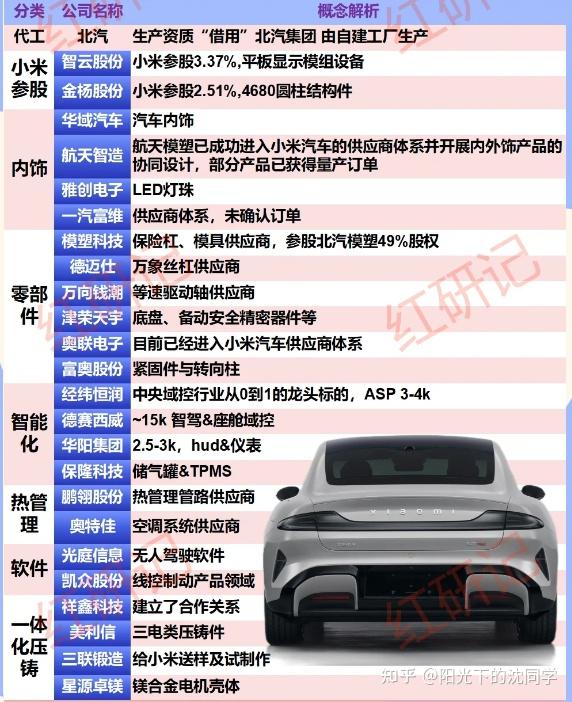 分类 公司名称 概念解析
代工 北汽 生产资质“借用”北汽集团 由自建工厂生产
小米参股 智云股份 小米参股3.37%,平板显示模组设备
金杨股份 小米参股2.51%,4680圆柱结构件
内饰 华域汽车 汽车内饰
航天智造 航天模塑已成功进入小米汽车的供应商体系并开展内外饰产品的
协同设计，部分产品已获得量产订单
雅创电子 LED灯珠
一汽富维 供应商体系，未确认订单
零部件 模塑科技 保险杠、模具供应商，参股北汽模塑49%股权
德迈仕 万象丝杠供应商
万向钱潮 等速驱动轴供应商
津荣天宇 底盘、备动安全精密器件等
奥联电子 目前已经进入小米汽车供应商体系
富奥股份 紧固件与转向柱
智能化 经纬恒润 中央域控行业从0到1的龙头标的，ASP 3-4k
德赛西威 ~15k 智驾&座舱域控
华阳集团 2.5-3k，hud&仪表
保隆科技 储气罐&TPMS
热管理 鹏翎股份 热管理管路供应商
奥特佳 空调系统供应商
软件 光庭信息 无人驾驶软件
凯众股份 线控制动产品领域
一体化压铸 祥鑫科技 建立了合作关系
美利信 三电类压铸件
三联锻造 给小米送样及试制作
星源卓镁 镁合金电机壳体
xiaomi
红研记
红研记
红研记
红研记
知乎 @阳光下的沈同学